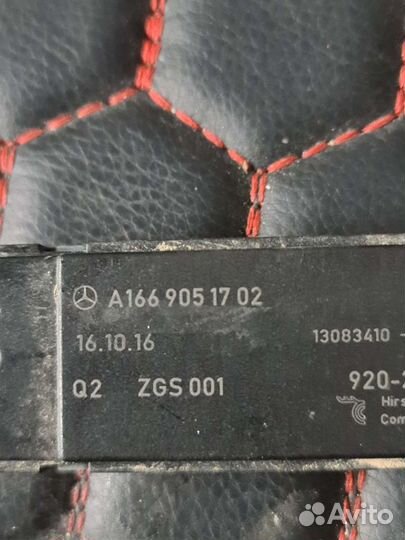 A166 905 17 02
16.10.16
13083410 -
Q2 ZGS 001
920-
Avito